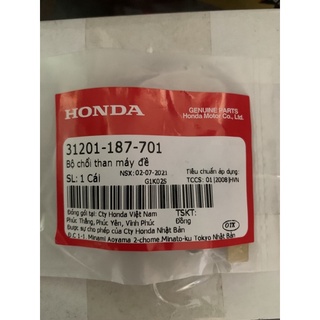 HONDA
GENUINE PARTS
Honda Motor Co., Ltd.
31201-187-701
Bộ chổi than máy đề
NSX: 02-07-2021
Tiêu chuẩn áp dụng:
SL: 1 Cái
G1K02S
TCCS: 01|2008|HVN
Đóng gói tại: Cty Honda Việt Nam
TSKT:
Phúc Thắng, Phúc Yên, Vĩnh Phúc
Đồng
Được sự cho phép của Cty Honda Nhật Bản
Đ.C 1-1, Minami Aoyama 2-chome,Minato-ku Tokyo Nhật Bản